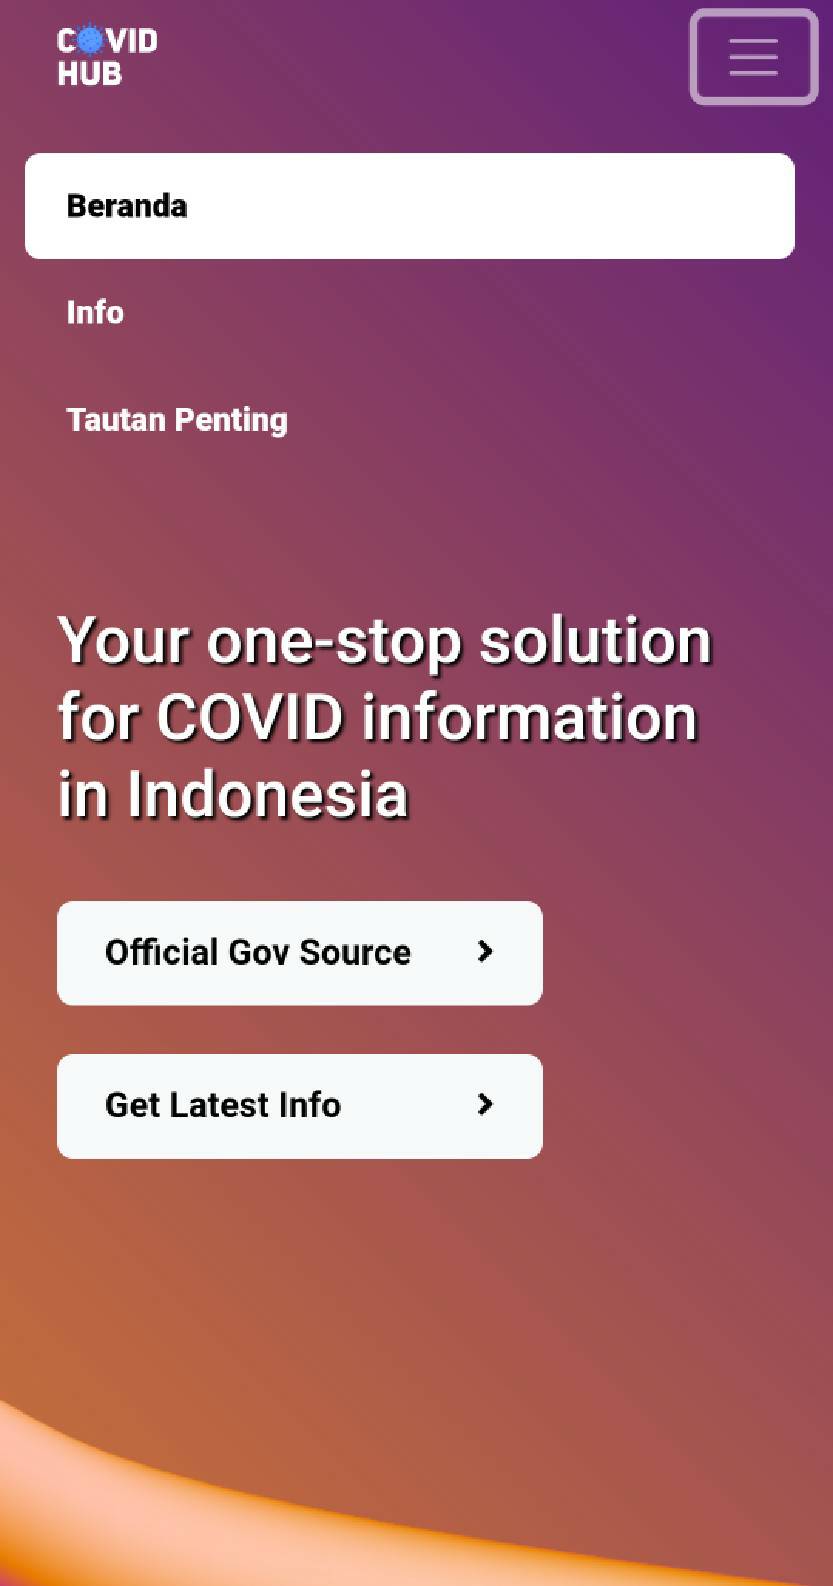 COVID
HUB
Beranda
Info
Tautan Penting
Your one-stop solution
for COVID information
in Indonesia
Official Gov Source
Get Latest Info